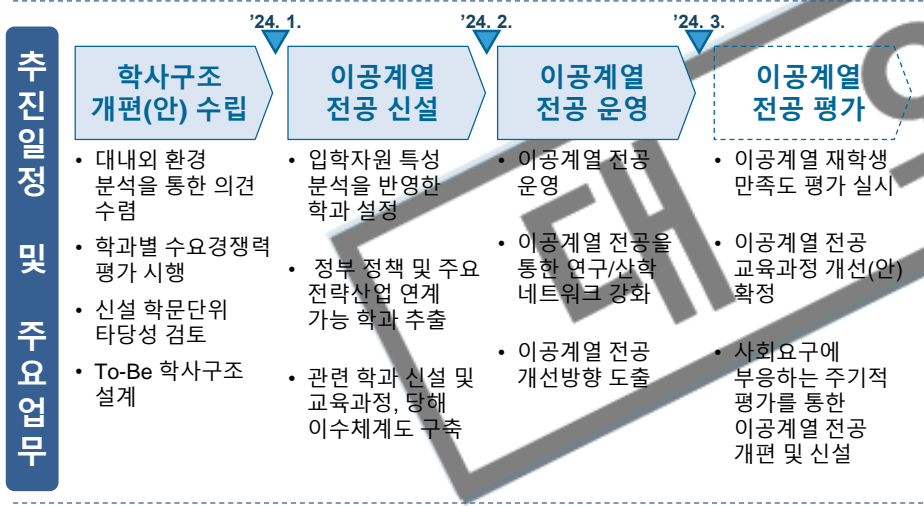 추진일정 및 주요업무
'24. 1.
'24. 2.
'24. 3.
학사구조
개편(안) 수립
• 대내외 환경
분석을 통한 의견
수렴
• 학과별 수요경쟁력
평가 시행
• 신설 학문단위
타당성 검토
• To-Be 학사구조
설계
이공계열
전공 신설
• 입학자원 특성
분석을 반영한
학과 설정
• 정부 정책 및 주요
전략산업 연계
가능 학과 추출
• 관련 학과 신설 및
교육과정, 당해
이수체계도 구축
이공계열
전공 운영
• 이공계열 전공
운영
• 이공계열 전공을
통한 연구/산학
네트워크 강화
• 이공계열 전공
개선방향 도출
이공계열
전공 평가
• 이공계열 재학생
만족도 평가 실시
• 이공계열 전공
교육과정 개선(안)
확정
• 사회요구에
부응하는 주기적
평가를 통한
이공계열 전공
개편 및 신설